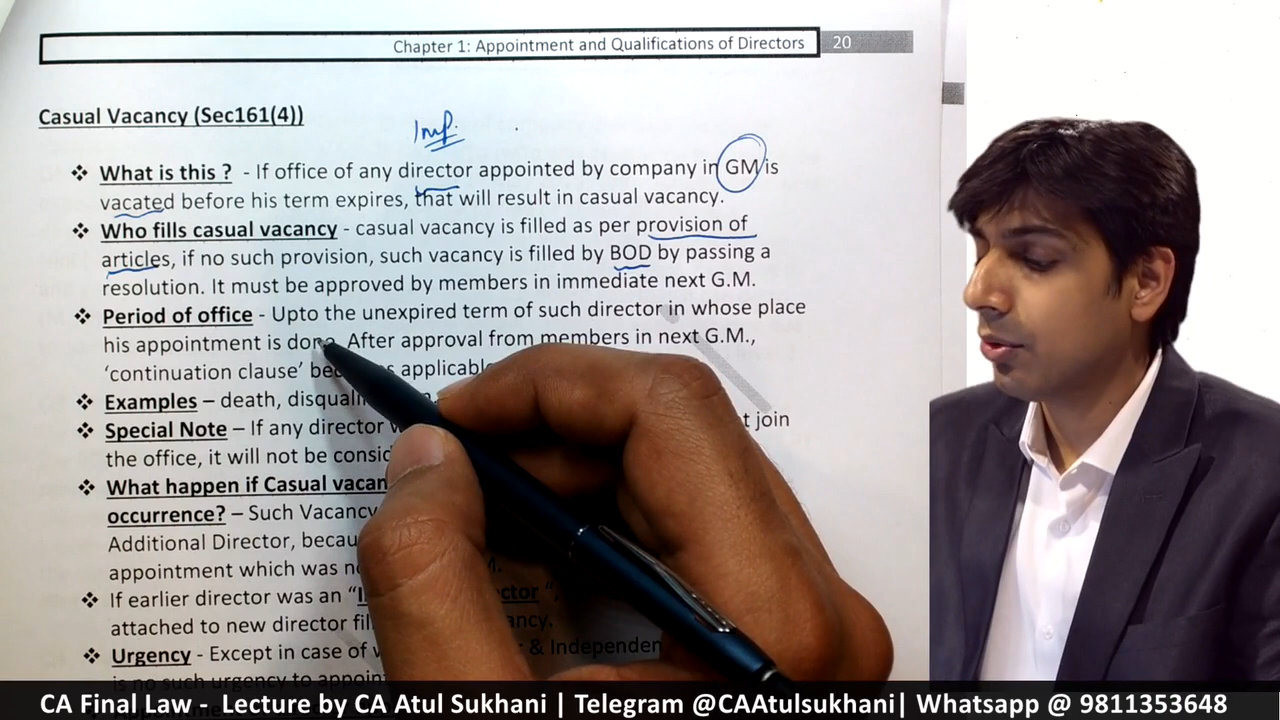 Chapter 1: Appointment and Qualifications of Directors 20
Casual Vacancy (Sec161(4))
Imp.
❖ What is this ? - If office of any director appointed by company in GM is
vacated before his term expires, that will result in casual vacancy.
❖ Who fills casual vacancy - casual vacancy is filled as per provision of
articles, if no such provision, such vacancy is filled by BOD by passing a
resolution. It must be approved by members in immediate next G.M.
❖ Period of office - Upto the unexpired term of such director in whose place
his appointment is done. After approval from members in next G.M.,
‘continuation clause’ applicable
❖ Examples – death,
❖ Special Note – If any director join
the office, it will not be
❖ What happen if Casual
occurrence? – Such Vacancy
Additional Director,
appointment which was
❖ If earlier director was an “
attached to new director
❖ Urgency - Except in case of &
is no such urgency to
CA Final Law - Lecture by CA Atul Sukhani | Telegram @CAAtulsukhani| Whatsapp @ 9811353648